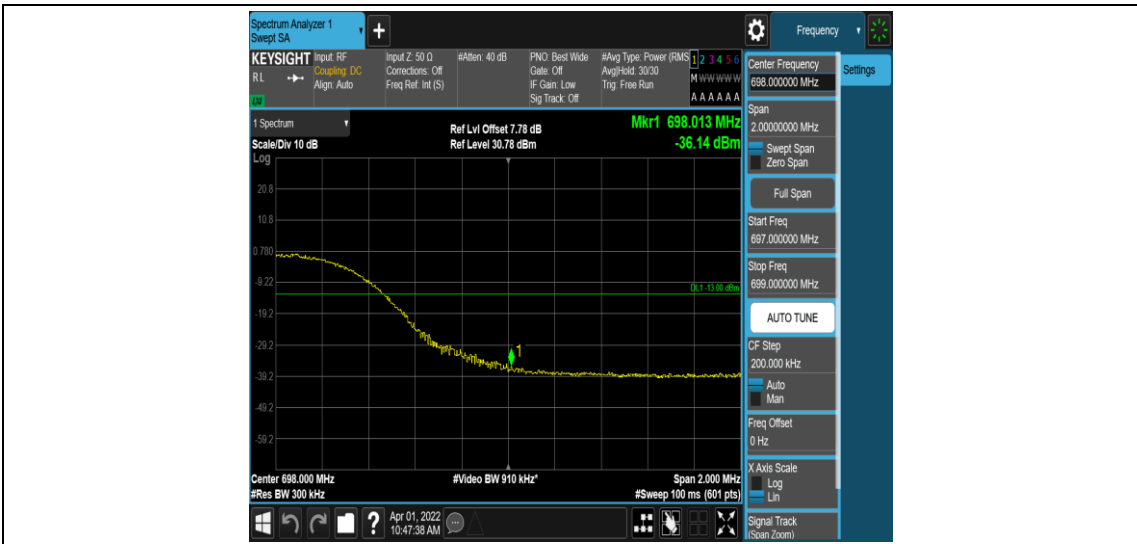 Spectrum Analyzer 1
Swept SA
+
Frequency
KEYSIGHT
RL
LXI
Input: RF
Coupling: DC
Align: Auto
Input Z: 50 Ω
Corrections: Off
Freq Ref: Int (S)
#Atten: 40 dB
PNO: Best Wide
Gate: Off
IF Gain: Low
Sig Track: Off
#Avg Type: Power (RMS
Avg|Hold: 30/30
Trig: Free Run
1 2 3 4 5 6
M W W W W W
A A A A A A
1 Spectrum
Scale/Div 10 dB
Ref Lvl Offset 7.78 dB
Ref Level 30.78 dBm
Mkr1 698.013 MHz
-36.14 dBm
Log
20.8
10.8
0.780
-9.22
-19.2
-29.2
-39.2
-49.2
-59.2
DL1 -13.00 dBm
1
Center 698.000 MHz
#Res BW 300 kHz
#Video BW 910 kHz*
Span 2.000 MHz
#Sweep 100 ms (601 pts)
?
Apr 01, 2022
10:47:38 AM
Center Frequency
698.000000 MHz
Settings
Span
2.00000000 MHz
Swept Span
Zero Span
Full Span
Start Freq
697.000000 MHz
Stop Freq
699.000000 MHz
AUTO TUNE
CF Step
200.000 kHz
Auto
Man
Freq Offset
0 Hz
X Axis Scale
Log
Lin
Signal Track
(Span Zoom)